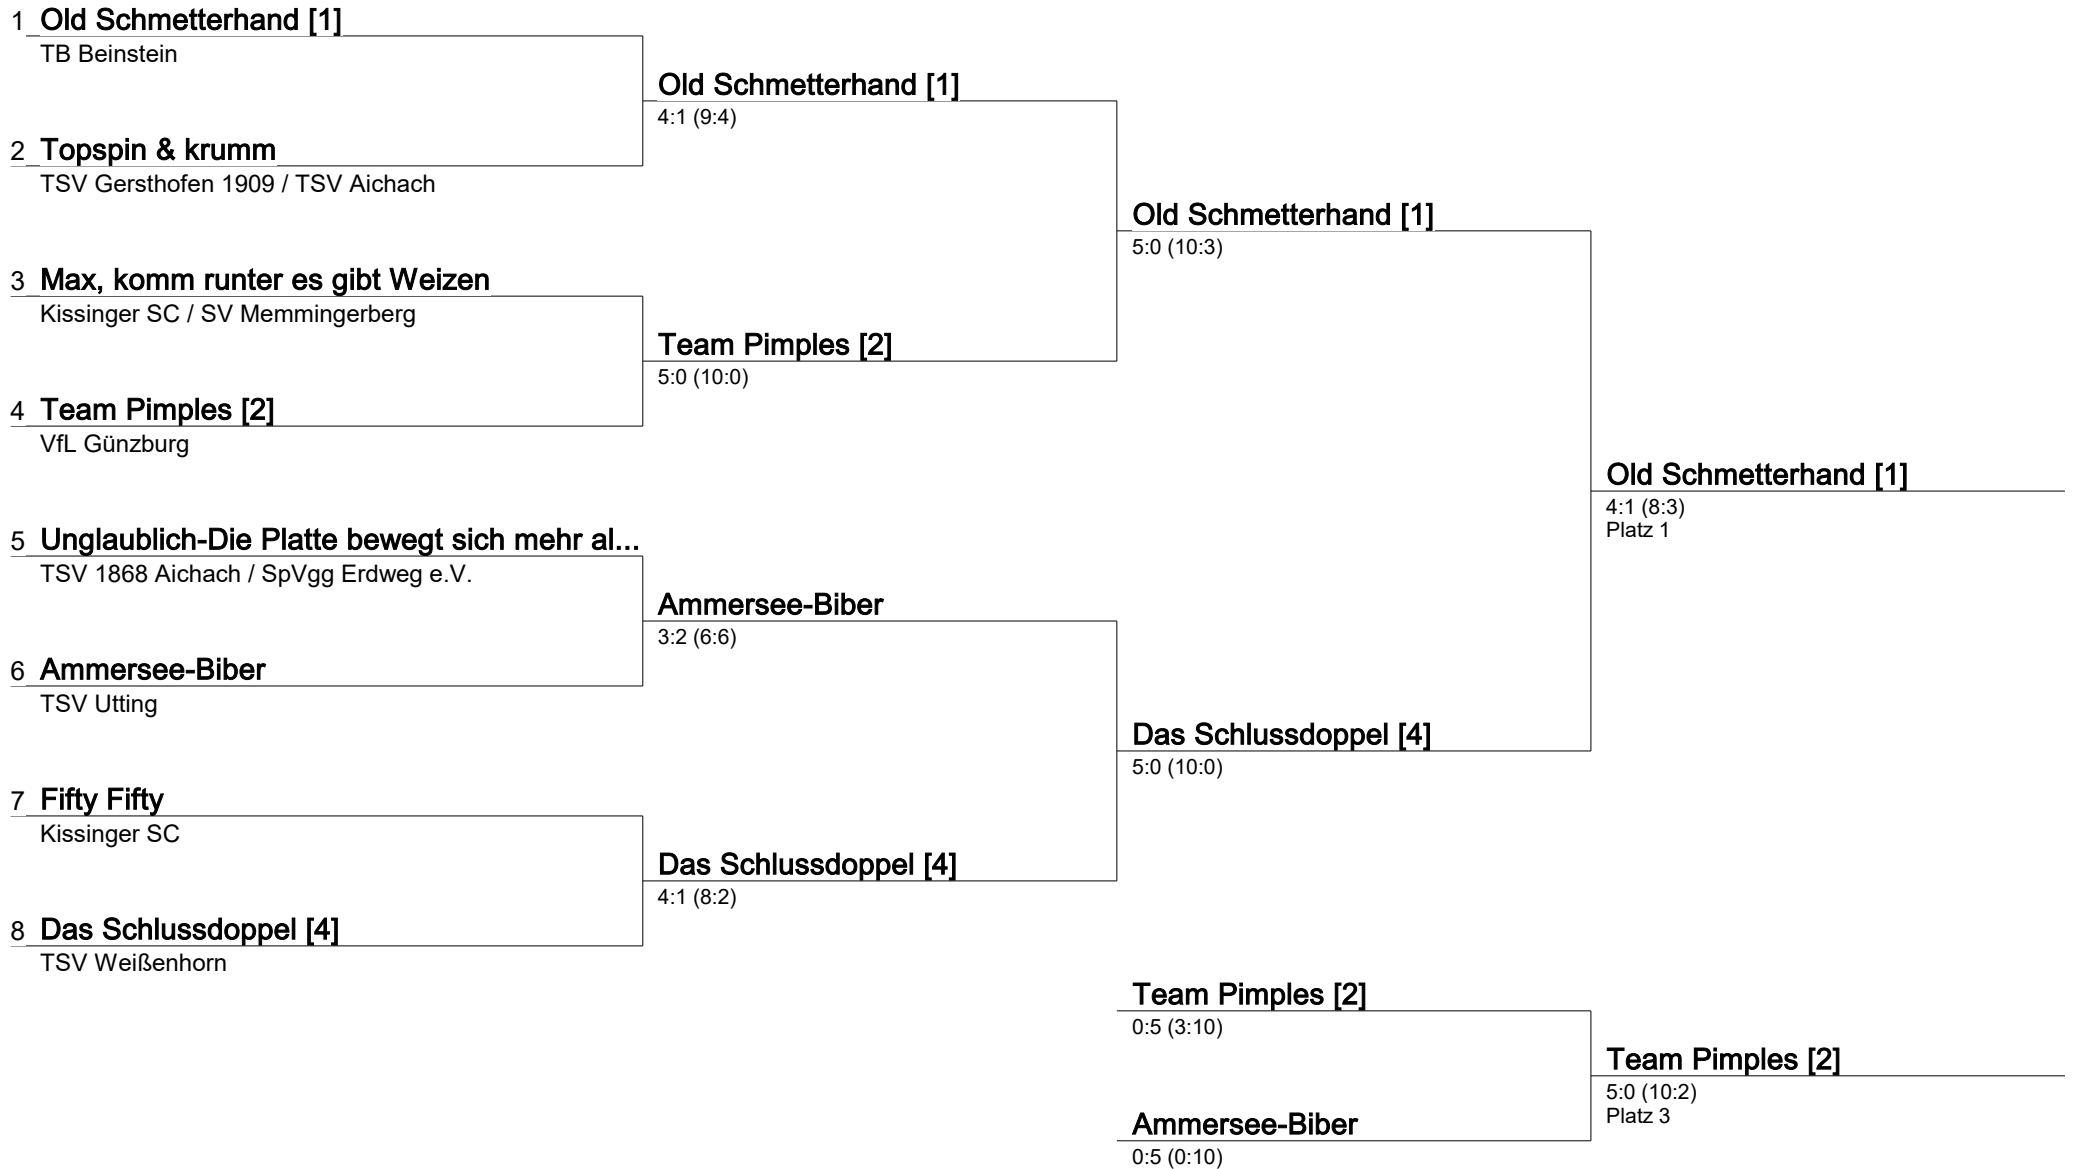 1 Old Schmetterhand [1]
TB Beinstein
Old Schmetterhand [1]
4:1 (9:4)
2 Topspin & krumm
TSV Gersthofen 1909 / TSV Aichach
Old Schmetterhand [1]
5:0 (10:3)
3 Max, komm runter es gibt Weizen
Kissinger SC / SV Memmingerberg
Team Pimples [2]
5:0 (10:0)
4 Team Pimples [2]
VfL Günzburg
Old Schmetterhand [1]
4:1 (8:3)
Platz 1
5 Unglaublich-Die Platte bewegt sich mehr al...
TSV 1868 Aichach / SpVgg Erdweg e.V.
Ammersee-Biber
3:2 (6:6)
6 Ammersee-Biber
TSV Utting
Das Schlussdoppel [4]
5:0 (10:0)
7 Fifty Fifty
Kissinger SC
Das Schlussdoppel [4]
4:1 (8:2)
8 Das Schlussdoppel [4]
TSV Weißenhorn
Team Pimples [2]
0:5 (3:10)
Team Pimples [2]
5:0 (10:2)
Platz 3
Ammersee-Biber
0:5 (0:10)